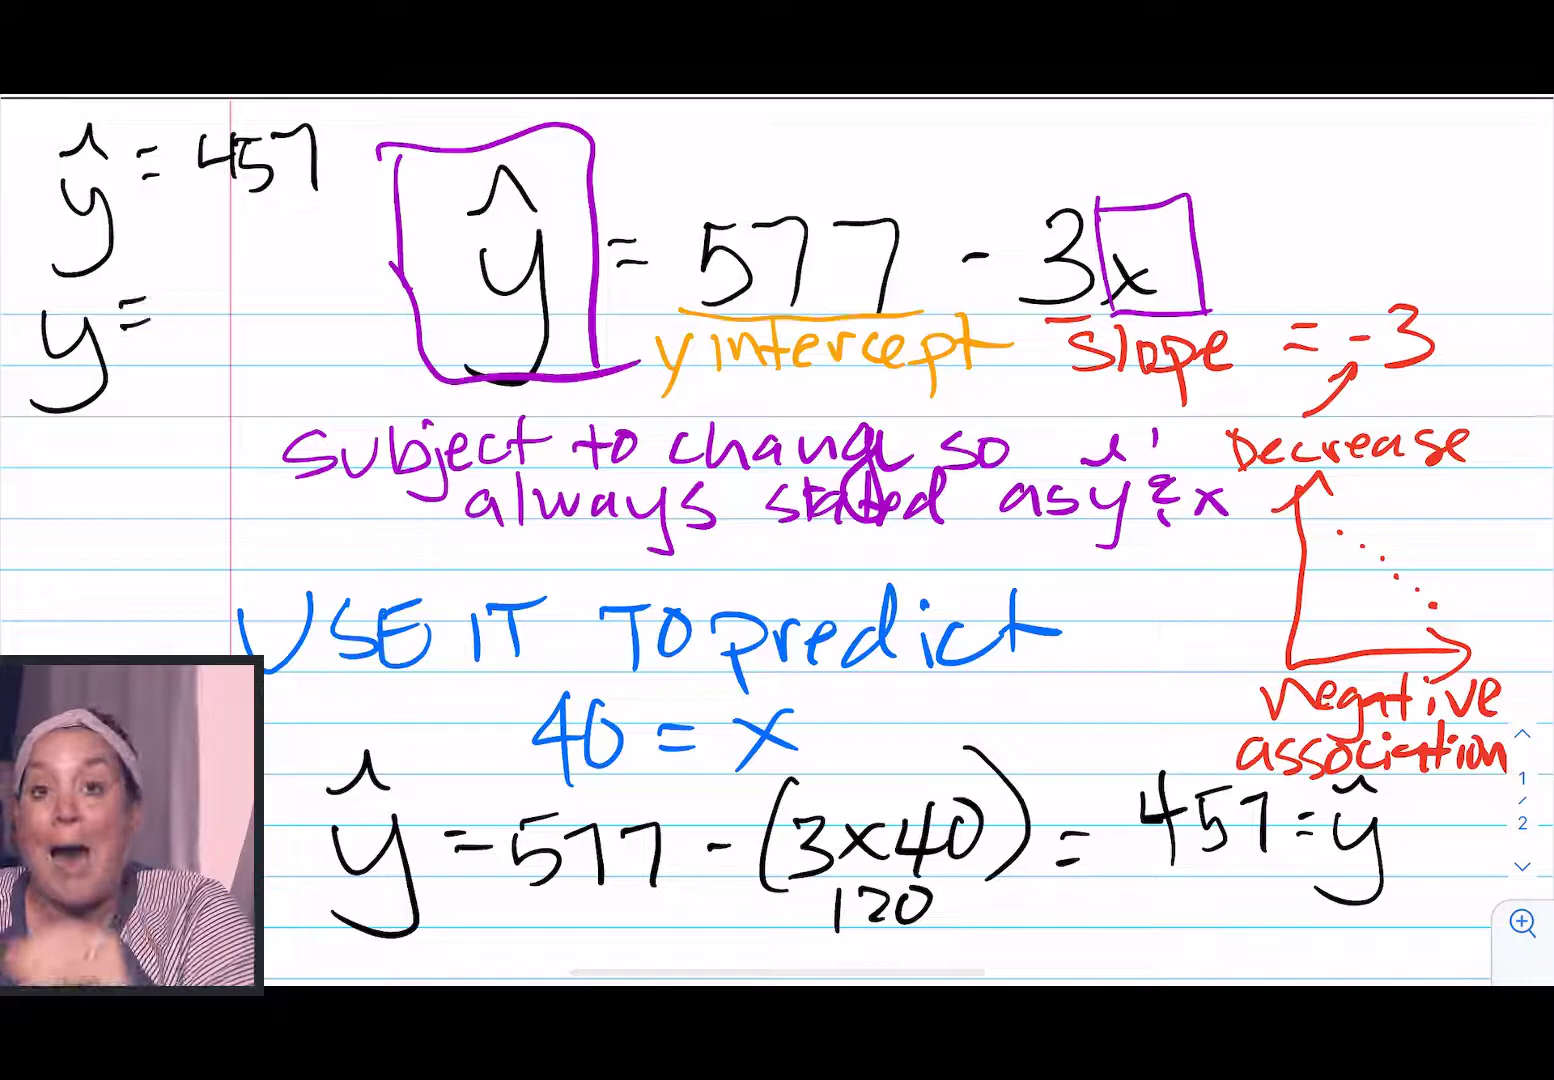 ŷ = 457
y =
ŷ = 577 - 3x
y intercept
slope = -3
Decrease
subject to change so
always stated as y & x
negative
association
USE IT TO predict
40 = x
ŷ = 577 - (3x40) = 457 = ŷ
120
1
/
2